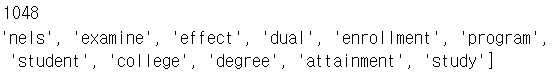 1048
'nels', 'examine', 'effect', 'dual', 'enrollment', 'program',
'student', 'college', 'degree', 'attainment', 'study']